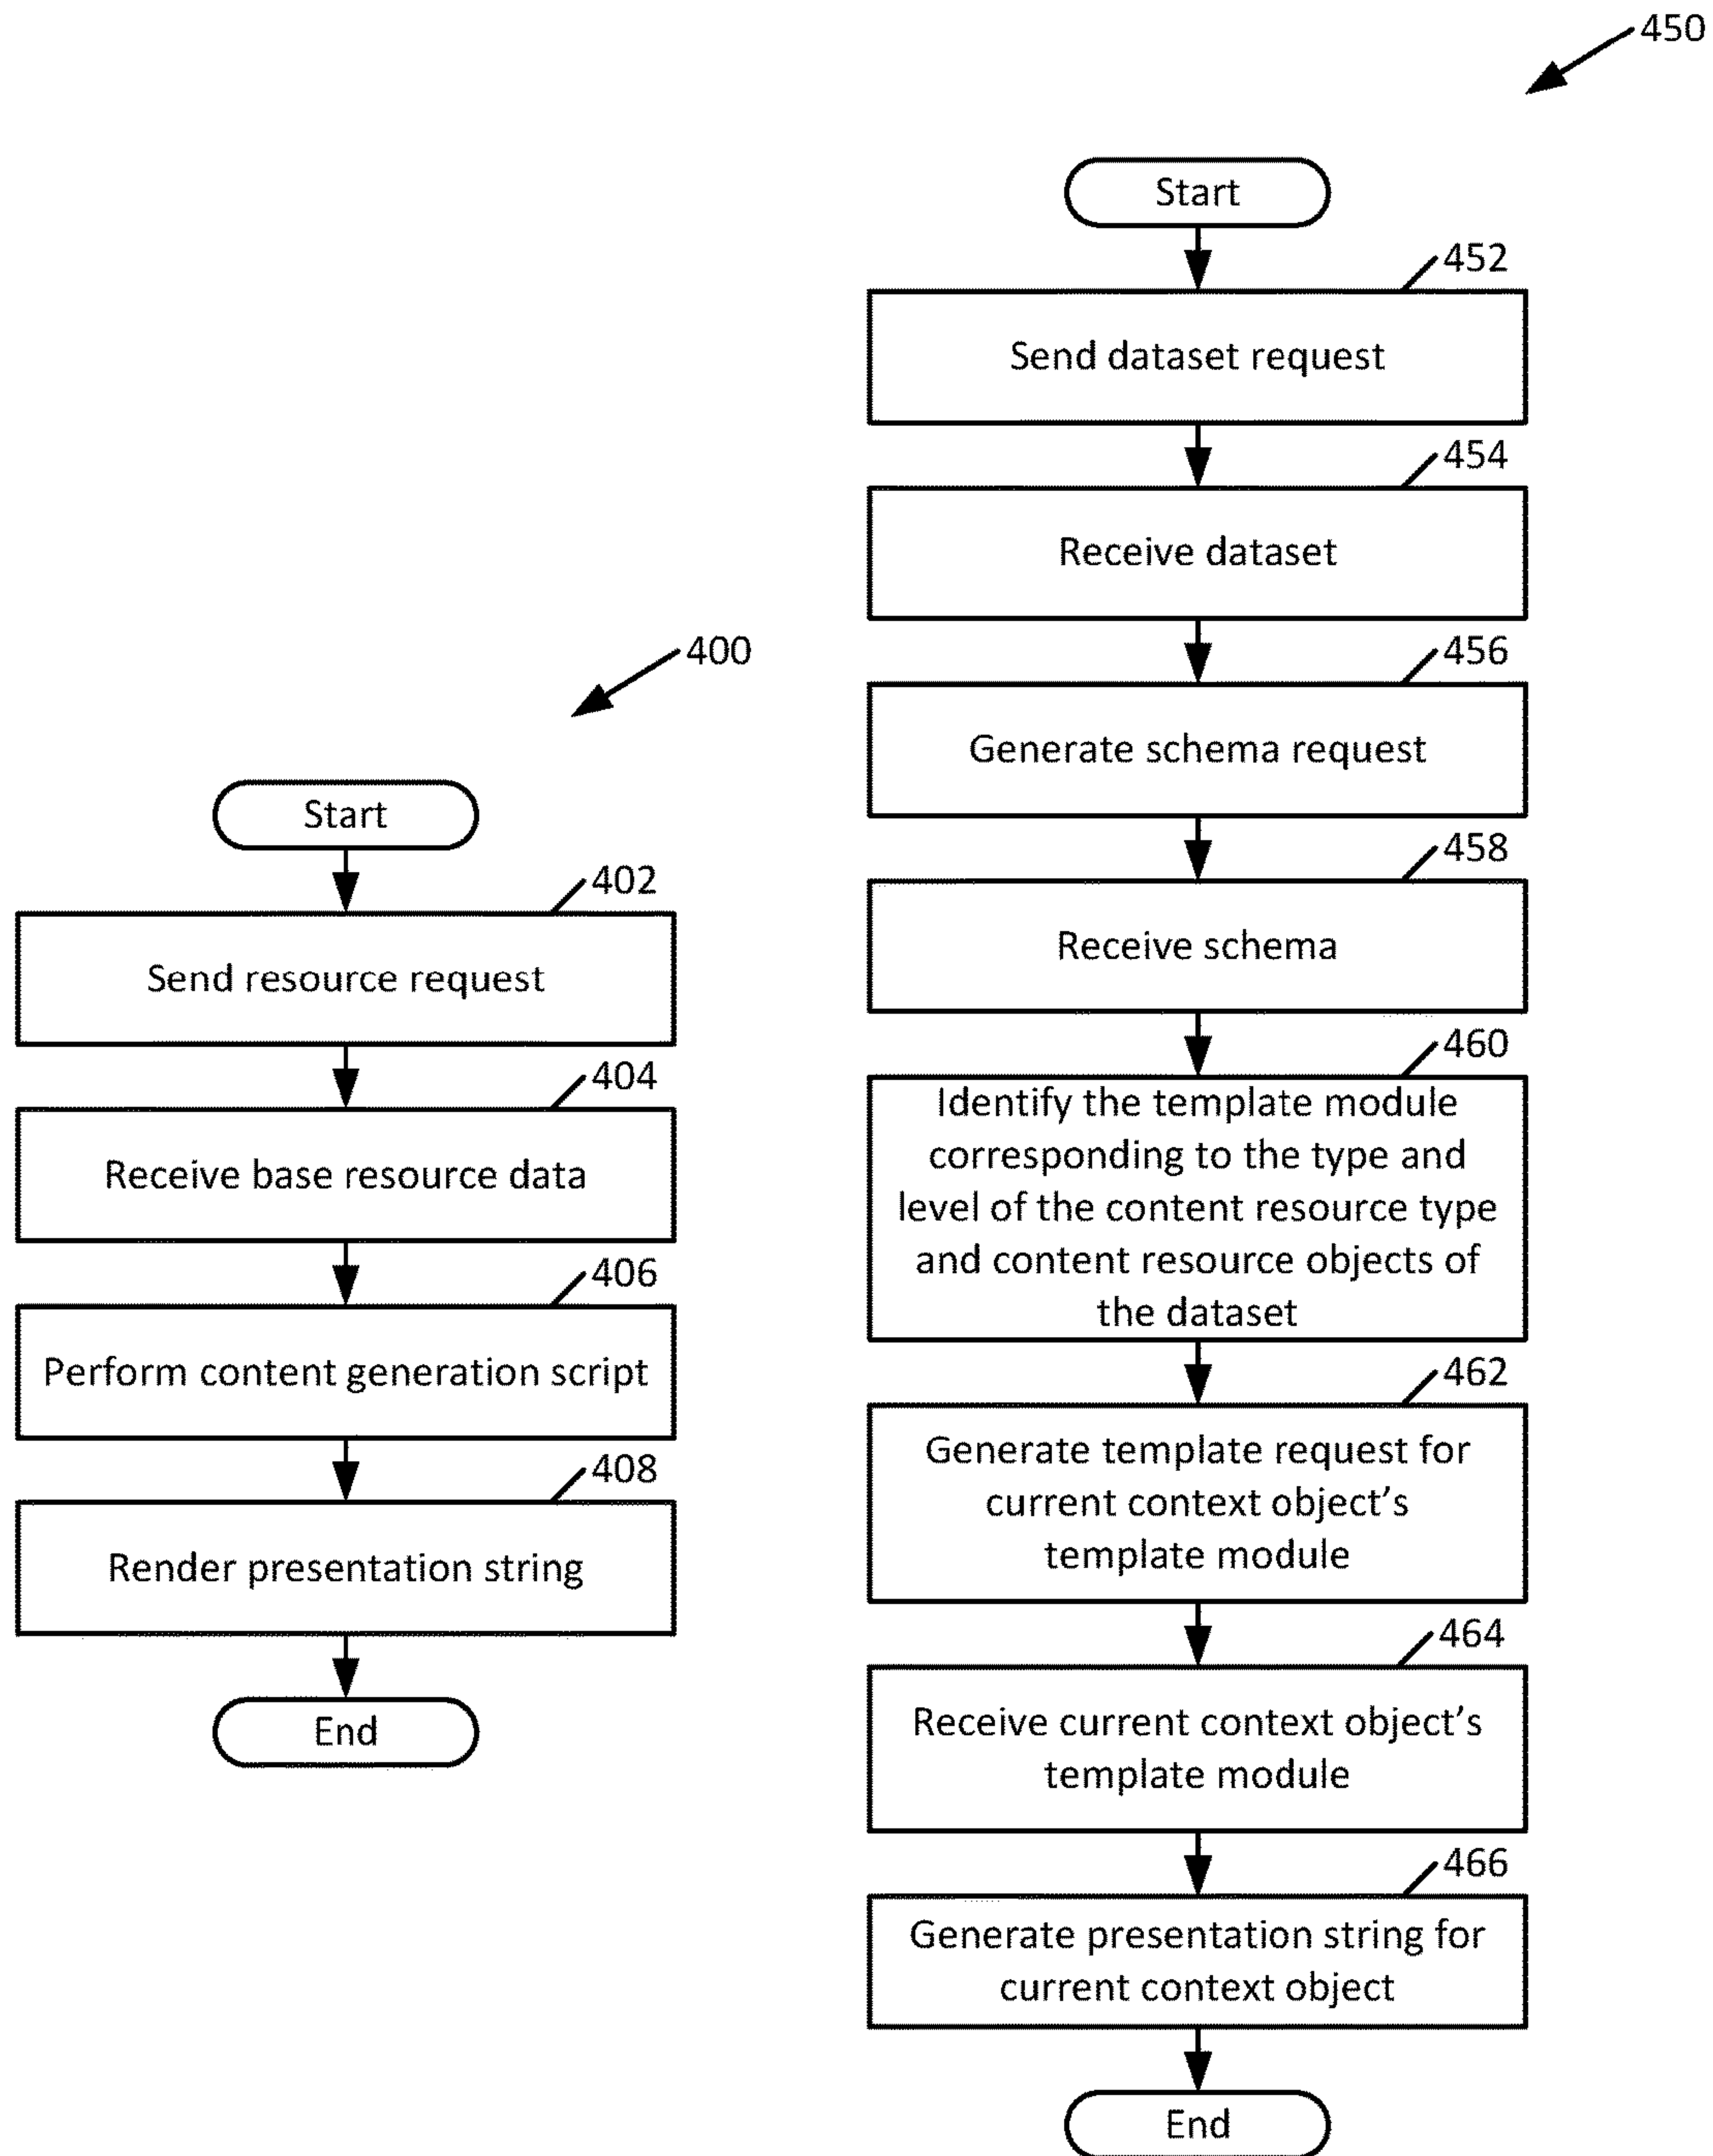 400
Start
402
Send resource request
404
Receive base resource data
406
Perform content generation script
408
Render presentation string
End
450
Start
452
Send dataset request
454
Receive dataset
456
Generate schema request
458
Receive schema
460
Identify the template module
corresponding to the type and
level of the content resource type
and content resource objects of
the dataset
462
Generate template request for
current context object’s
template module
464
Receive current context object’s
template module
466
Generate presentation string for
current context object
End